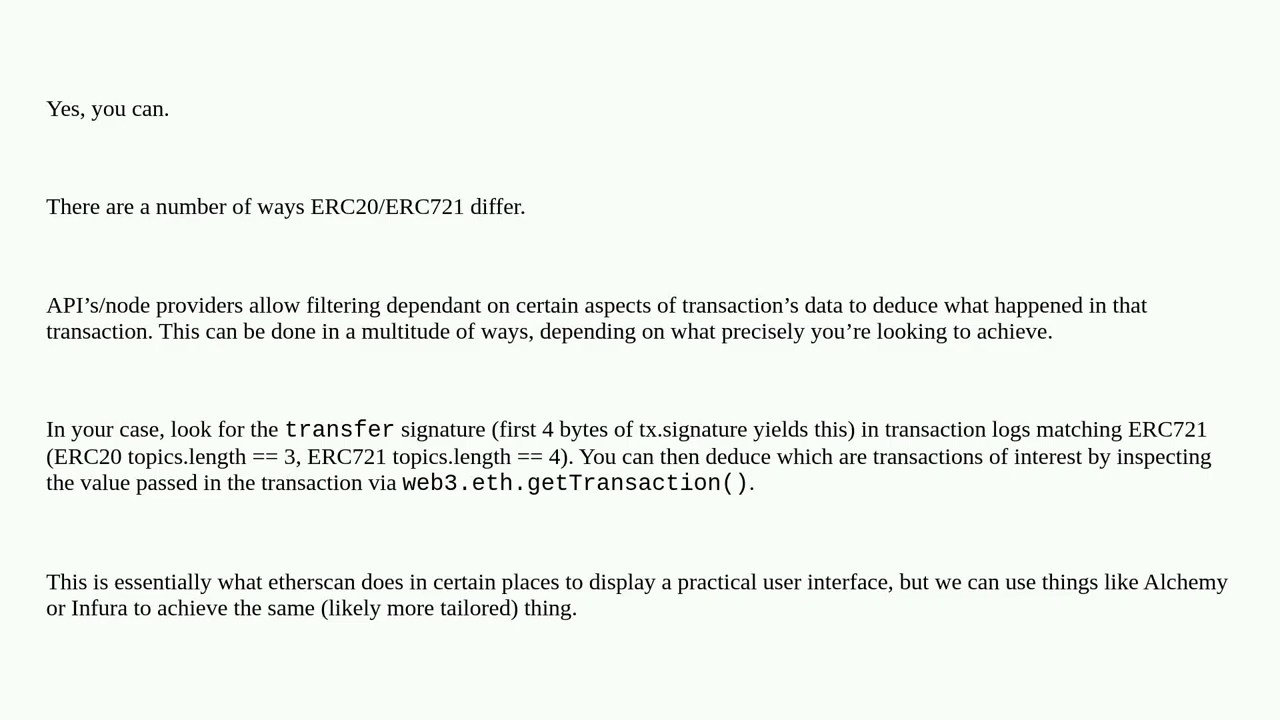 Yes, you can.
There are a number of ways ERC20/ERC721 differ.
API’s/node providers allow filtering dependant on certain aspects of transaction’s data to deduce what happened in that
transaction. This can be done in a multitude of ways, depending on what precisely you’re looking to achieve.
In your case, look for the transfer signature (first 4 bytes of tx.signature yields this) in transaction logs matching ERC721
(ERC20 topics.length == 3, ERC721 topics.length == 4). You can then deduce which are transactions of interest by inspecting
the value passed in the transaction via web3.eth.getTransaction().
This is essentially what etherscan does in certain places to display a practical user interface, but we can use things like Alchemy
or Infura to achieve the same (likely more tailored) thing.